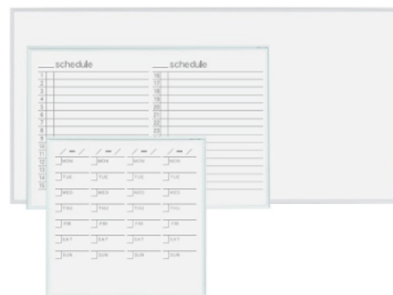 schedule schedule
1 16
2 17
3 18
4 19
5 20
6 21
7 22
8 23
9
MON MON MON MON
TUE TUE TUE TUE
WED WED WED WED
THU THU THU THU
FRI FRI FRI FRI
SAT SAT SAT SAT
SUN SUN SUN SUN